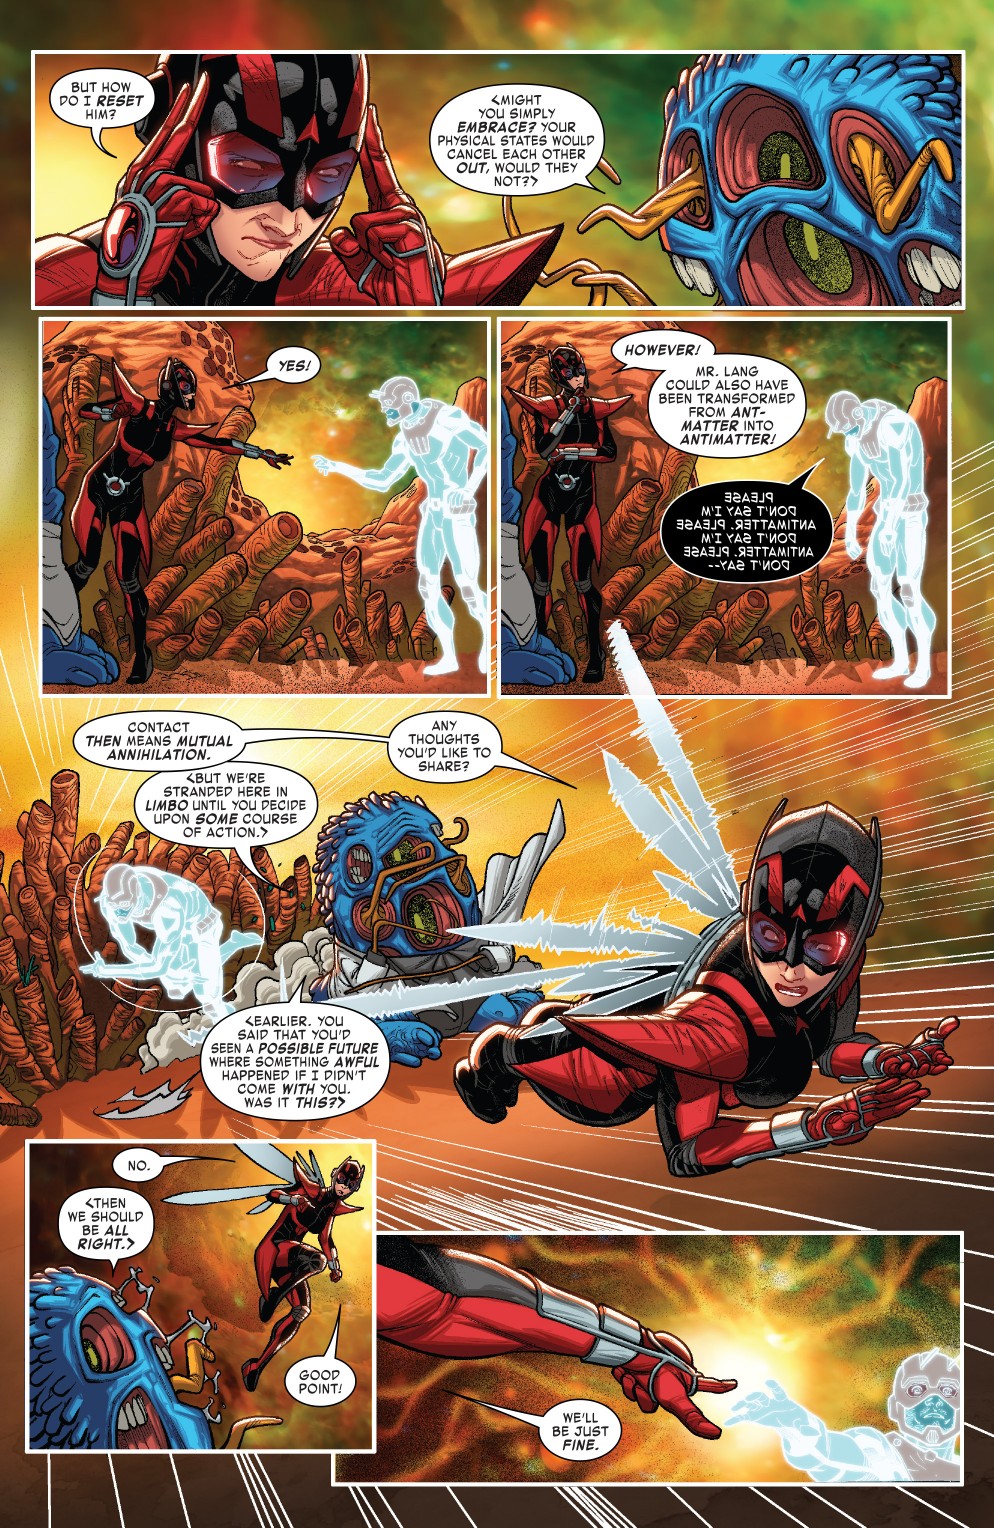 BUT HOW
DO I RESET
HIM?
<MIGHT
YOU SIMPLY
EMBRACE? YOUR
PHYSICAL STATES WOULD
CANCEL EACH OTHER
OUT, WOULD THEY
NOT?>
YES!
HOWEVER!
MR. LANG
COULD ALSO HAVE
BEEN TRANSFORMED
FROM ANT-
MATTER INTO
ANTIMATTER!
PLEASE
DON'T SAY I'M
ANTIMATTER. PLEASE
DON'T SAY I'M
ANTIMATTER. PLEASE
DON'T SAY--
CONTACT
THEN MEANS MUTUAL
ANNIHILATION.
ANY
THOUGHTS
YOU'D LIKE TO
SHARE?
<BUT WE'RE
STRANDED HERE IN
LIMBO UNTIL YOU DECIDE
UPON SOME COURSE
OF ACTION.>
<EARLIER. YOU
SAID THAT YOU'D
SEEN A POSSIBLE FUTURE
WHERE SOMETHING AWFUL
HAPPENED IF I DIDN'T
COME WITH YOU.
WAS IT THIS?>
NO.
<THEN
WE SHOULD
BE ALL
RIGHT.>
GOOD
POINT!
WE'LL
BE JUST
FINE.